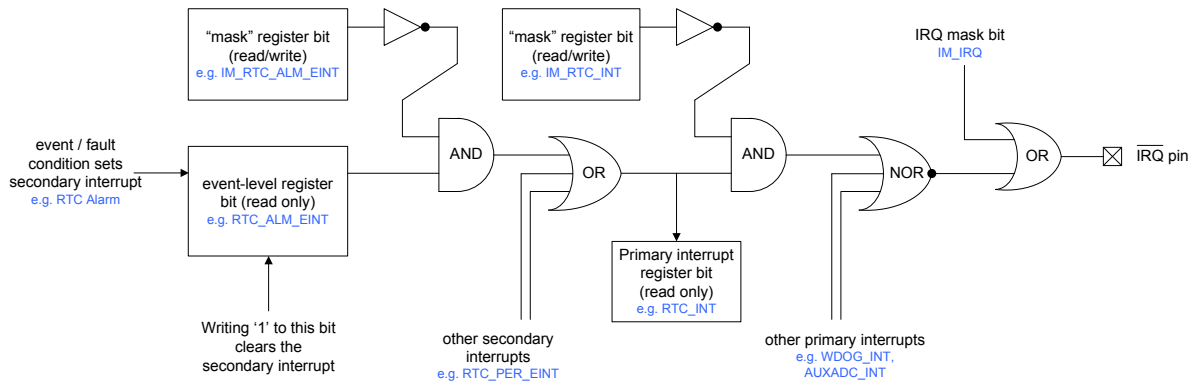 “mask” register bit
(read/write)
e.g. IM_RTC_ALM_EINT
“mask” register bit
(read/write)
e.g. IM_RTC_INT
IRQ mask bit
IM_IRQ
event / fault
condition sets
secondary interrupt
e.g. RTC Alarm
event-level register
bit (read only)
e.g. RTC_ALM_EINT
AND
OR
AND
NOR
OR
IRQ pin
Primary interrupt
register bit
(read only)
e.g. RTC_INT
Writing ‘1’ to this bit
clears the
secondary interrupt
other secondary
interrupts
e.g. RTC_PER_EINT
other primary interrupts
e.g. WDOG_INT,
AUXADC_INT